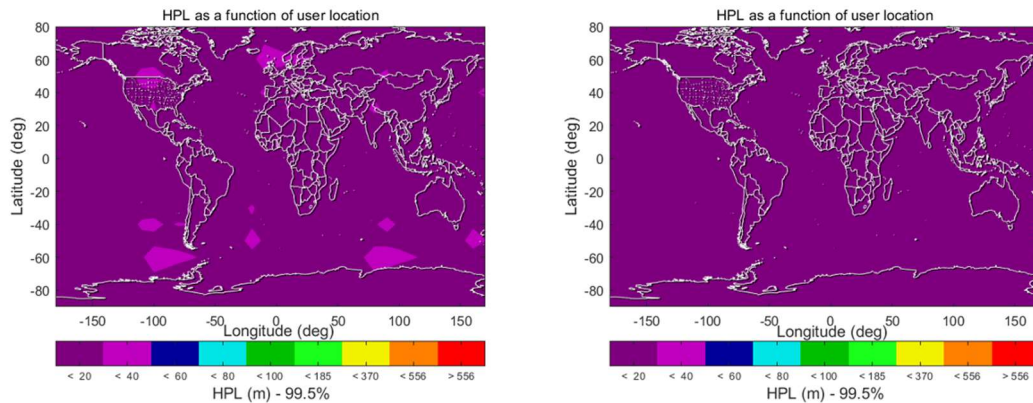 HPL as a function of user location
80
60
40
20
0
-20
-40
-60
-80
Latitude (deg)
-150 -100 -50 0 50 100 150
Longitude (deg)
< 20 < 40 < 60 < 80 < 100 < 185 < 370 < 556 > 556
HPL (m) - 99.5%
HPL as a function of user location
80
60
40
20
0
-20
-40
-60
-80
Latitude (deg)
-150 -100 -50 0 50 100 150
Longitude (deg)
< 20 < 40 < 60 < 80 < 100 < 185 < 370 < 556 > 556
HPL (m) - 99.5%